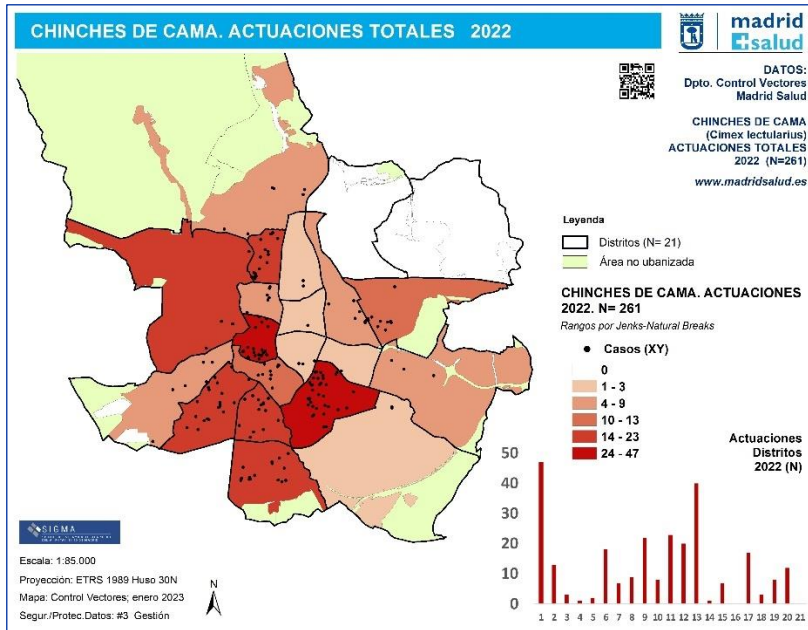 CHINCHES DE CAMA. ACTUACIONES TOTALES 2022
madrid
salud
DATOS:
Dpto. Control Vectores
Madrid Salud
CHINCHES DE CAMA
(Cimex lectularius)
ACTUACIONES TOTALES
2022 (N=261)
www.madridsalud.es
Leyenda
Distritos (N= 21)
Área no ubanizada
CHINCHES DE CAMA. ACTUACIONES
2022. N= 261
Rangos por Jenks-Natural Breaks
Casos (XY)
0
1 - 3
4 - 9
10 - 13
14 - 23
24 - 47
Actuaciones
Distritos
2022 (N)
50
40
30
20
10
0
1 2 3 4 5 6 7 8 9 10 11 12 13 14 15 16 17 18 19 20 21
SIGMA
Escala: 1:85.000
Proyección: ETRS 1989 Huso 30N
Mapa: Control Vectores; enero 2023
Segur./Protec.Datos: #3 Gestión
N